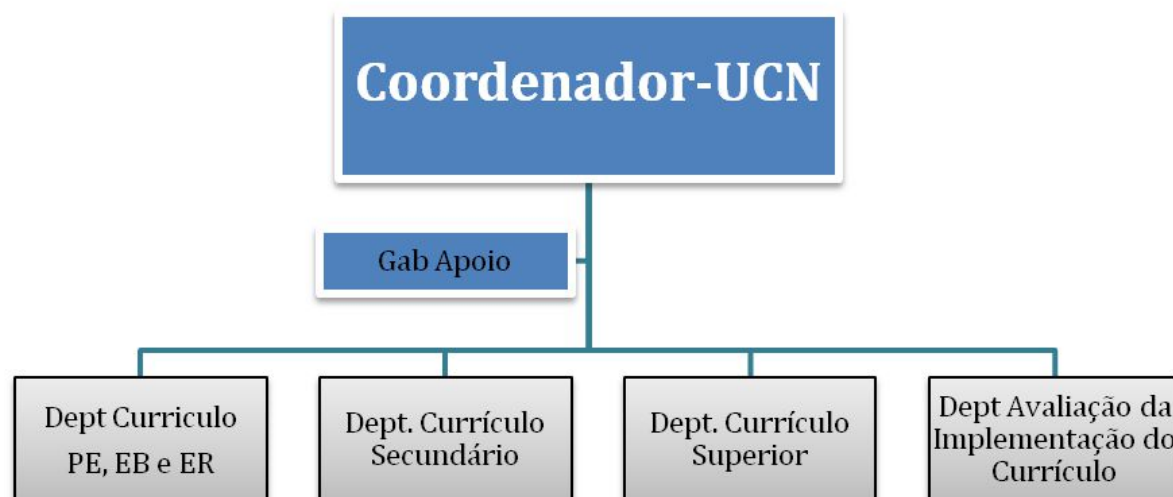 Coordenador-UCN
Gab Apoio
Dept Curriculo
PE, EB e ER
Dept. Currículo
Secundário
Dept. Currículo
Superior
Dept Avaliação da
Implementação do
Currículo